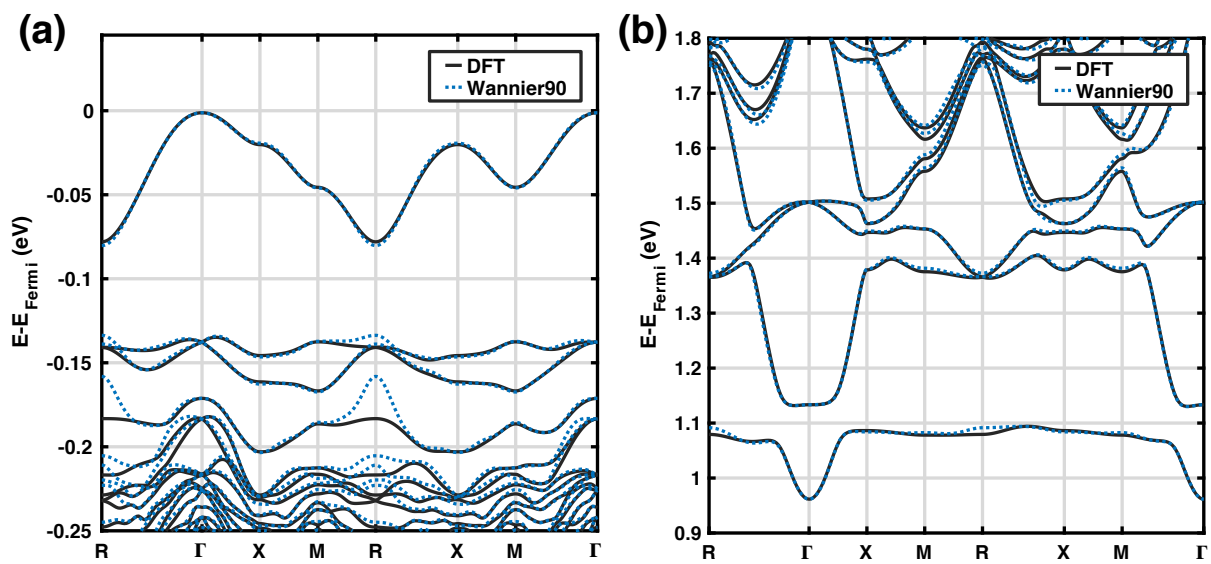 (a)
E-E_Fermi (eV)
0
-0.05
-0.1
-0.15
-0.2
-0.25
DFT
Wannier90
R Γ X M R X M Γ
(b)
E-E_Fermi (eV)
1.8
1.7
1.6
1.5
1.4
1.3
1.2
1.1
1
0.9
DFT
Wannier90
R Γ X M R X M Γ